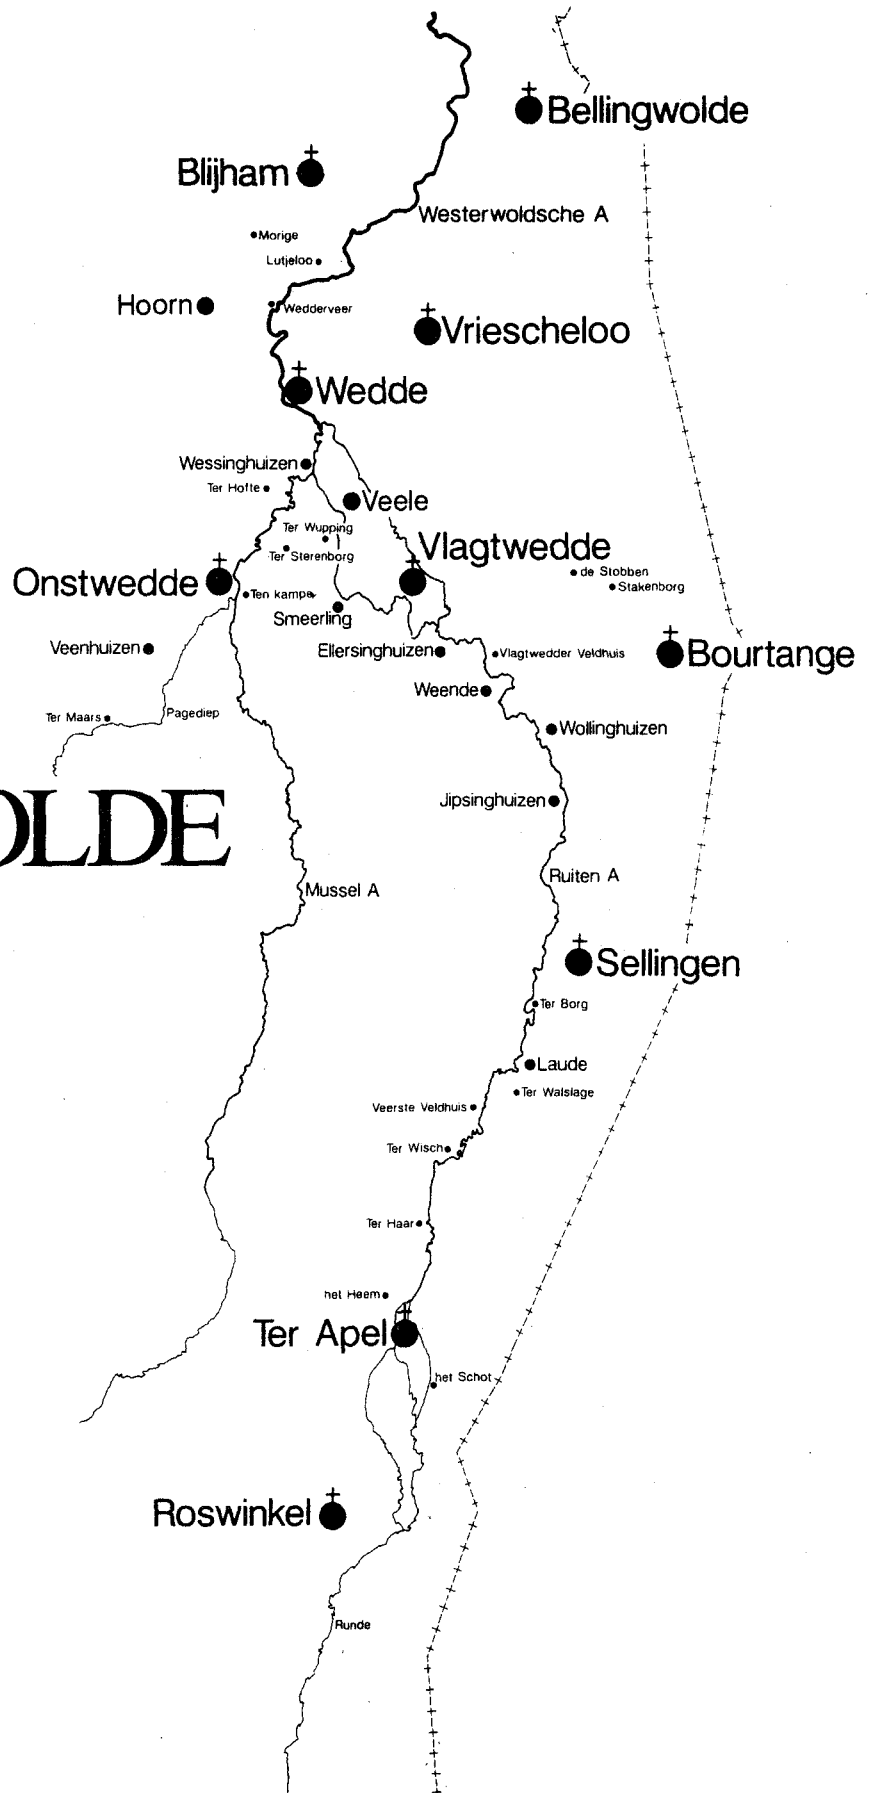 Bellingwolde
Blijham
Westerwoldsche A
Morige
Lutjeloo
Hoorn
Wedderveer
Vriescheloo
Wedde
Wessinghuizen
Ter Hofte
Veele
Ter Wupping
Vlagtwedde
Ter Sterenborg
Onstwedde
de Stobben
Stakenborg
Ten kampe
Smeerling
Veenhuizen
Ellersinghuizen
Vlagtwedder Veldhuis
Bourtange
Weende
Ter Maars
Pagediep
Wollinghuizen
Jipsinghuizen
OLDE
Ruiten A
Mussel A
Sellingen
Ter Borg
Laude
Ter Walslage
Veerste Veldhuis
Ter Wisch
Ter Haar
het Heem
Ter Apel
het Schot
Roswinkel
Runde